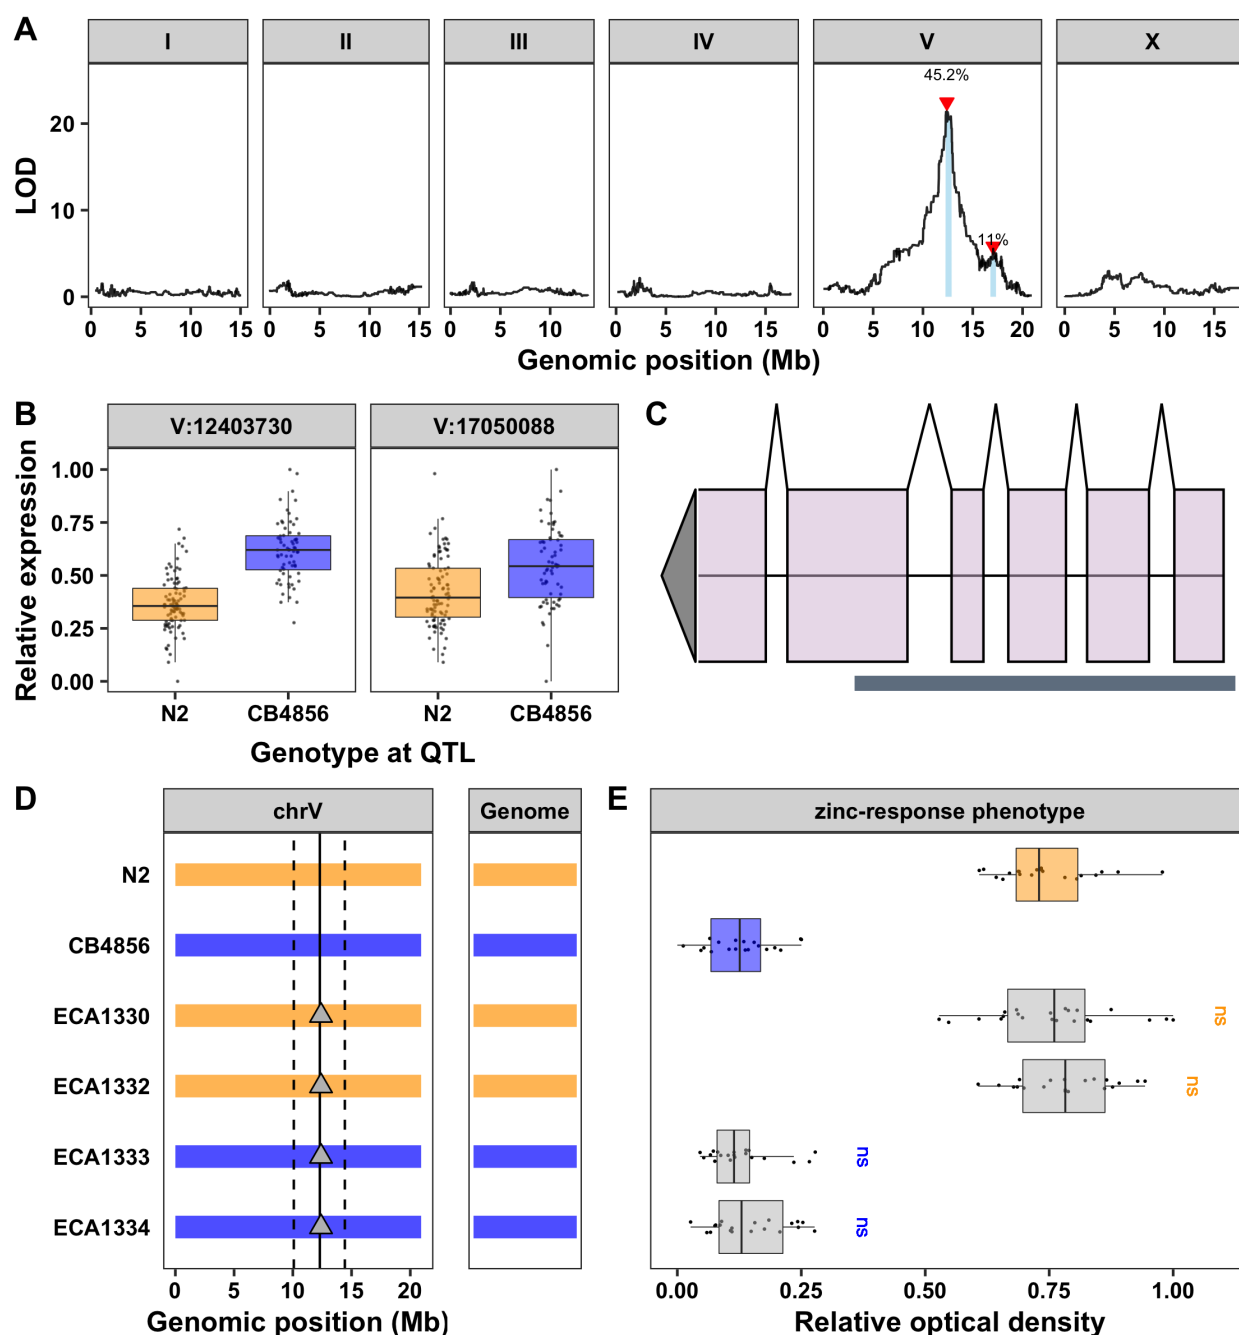 A
I II III IV V X
45.2%
11%
LOD
20
10
0
0 5 10 15 0 5 10 15 0 5 10 0 5 10 15 0 5 10 15 20 0 5 10 15
Genomic position (Mb)
B
V:12403730 V:17050088
Relative expression
1.00
0.75
0.50
0.25
0.00
N2 CB4856 N2 CB4856
Genotype at QTL
C
D
chrV Genome
N2
CB4856
ECA1330
ECA1332
ECA1333
ECA1334
0 5 10 15 20
Genomic position (Mb)
E
zinc-response phenotype
ns
ns
ns
ns
0.00 0.25 0.50 0.75 1.00
Relative optical density